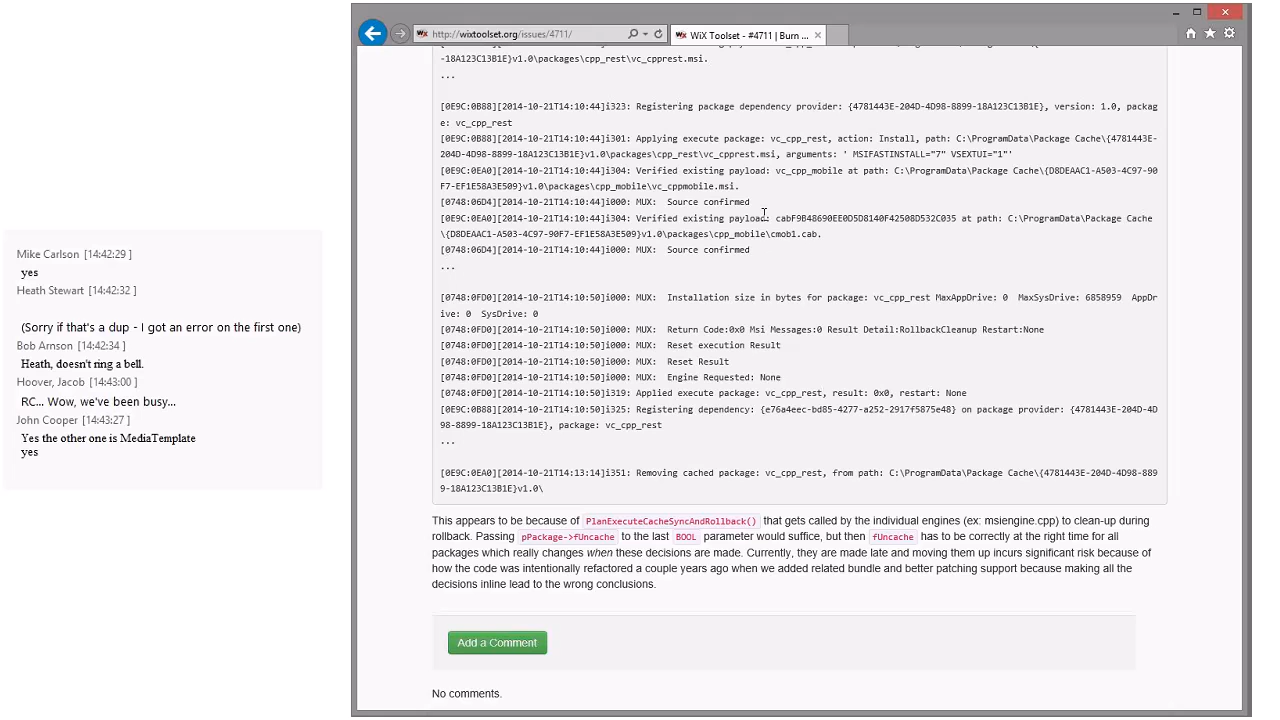 Mike Carlson [14:42:29 ]
yes
Heath Stewart [14:42:32 ]
(Sorry if that's a dup - I got an error on the first one)
Bob Arnson [14:42:34 ]
Heath, doesn't ring a bell.
Hoover, Jacob [14:43:00 ]
RC... Wow, we've been busy...
John Cooper [14:43:27 ]
Yes the other one is MediaTemplate
yes
http://wixtoolset.org/issues/4711/
WiX Toolset - #4711 | Burn ...
-18A123C13B1E}v1.0\packages\cpp_rest\vc_cpprest.msi.
...
[0E9C:0B88][2014-10-21T14:10:44]i323: Registering package dependency provider: {4781443E-204D-4D98-8899-18A123C13B1E}, version: 1.0, packag
e: vc_cpp_rest
[0E9C:0B88][2014-10-21T14:10:44]i301: Applying execute package: vc_cpp_rest, action: Install, path: C:\ProgramData\Package Cache\{4781443E-
204D-4D98-8899-18A123C13B1E}v1.0\packages\cpp_rest\vc_cpprest.msi, arguments: ' MSIFASTINSTALL="7" VSEXTUI="1"'
[0E9C:0EA0][2014-10-21T14:10:44]i304: Verified existing payload: vc_cpp_mobile at path: C:\ProgramData\Package Cache\{D8DEAAC1-A503-4C97-90
F7-EF1E58A3E509}v1.0\packages\cpp_mobile\vc_cppmobile.msi.
[0748:06D4][2014-10-21T14:10:44]i000: MUX:  Source confirmed
[0E9C:0EA0][2014-10-21T14:10:44]i304: Verified existing payload: cabF9B48690EE0D5D8140F42508D532C035 at path: C:\ProgramData\Package Cache
\{D8DEAAC1-A503-4C97-90F7-EF1E58A3E509}v1.0\packages\cpp_mobile\cmob1.cab.
[0748:06D4][2014-10-21T14:10:44]i000: MUX:  Source confirmed
...
[0748:0FD0][2014-10-21T14:10:50]i000: MUX:  Installation size in bytes for package: vc_cpp_rest MaxAppDrive: 0  MaxSysDrive: 6858959  AppDr
ive: 0  SysDrive: 0
[0748:0FD0][2014-10-21T14:10:50]i000: MUX:  Return Code:0x0 Msi Messages:0 Result Detail:RollbackCleanup Restart:None
[0748:0FD0][2014-10-21T14:10:50]i000: MUX:  Reset execution Result
[0748:0FD0][2014-10-21T14:10:50]i000: MUX:  Reset Result
[0748:0FD0][2014-10-21T14:10:50]i000: MUX:  Engine Requested: None
[0748:0FD0][2014-10-21T14:10:50]i319: Applied execute package: vc_cpp_rest, result: 0x0, restart: None
[0E9C:0B88][2014-10-21T14:10:50]i325: Registering dependency: {e76a4eec-bd85-4277-a252-2917f5875e48} on package provider: {4781443E-204D-4D
98-8899-18A123C13B1E}, package: vc_cpp_rest
...
[0E9C:0EA0][2014-10-21T14:13:14]i351: Removing cached package: vc_cpp_rest, from path: C:\ProgramData\Package Cache\{4781443E-204D-4D98-889
9-18A123C13B1E}v1.0\
This appears to be because of PlanExecuteCacheSyncAndRollback() that gets called by the individual engines (ex: msiengine.cpp) to clean-up during
rollback. Passing pPackage->fUncache to the last BOOL parameter would suffice, but then fUncache has to be correctly at the right time for all
packages which really changes when these decisions are made. Currently, they are made late and moving them up incurs significant risk because of
how the code was intentionally refactored a couple years ago when we added related bundle and better patching support because making all the
decisions inline lead to the wrong conclusions.
Add a Comment
No comments.